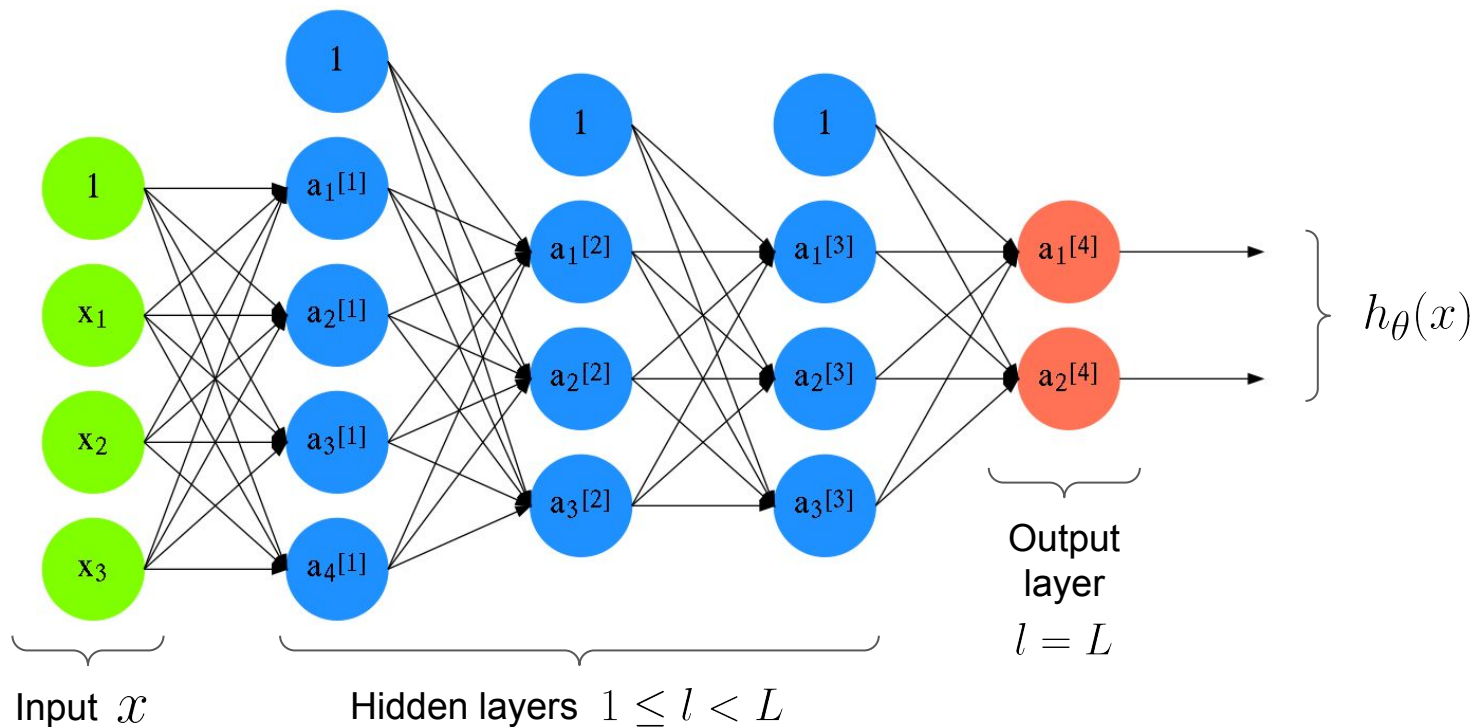 1
1
1
1
a₁[1]
x₁
a₂[1]
x₂
a₃[1]
x₃
a₄[1]
a₁[2]
a₂[2]
a₃[2]
a₁[3]
a₂[3]
a₃[3]
a₁[4]
a₂[4]
h_θ(x)
Output
layer
l = L
Input x
Hidden layers 1 ≤ l < L